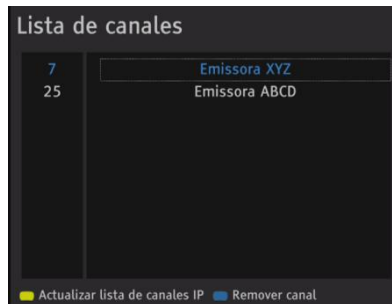 Lista de canales
7 Emissora XYZ
25 Emissora ABCD
Actualizar lista de canales IP Remover canal